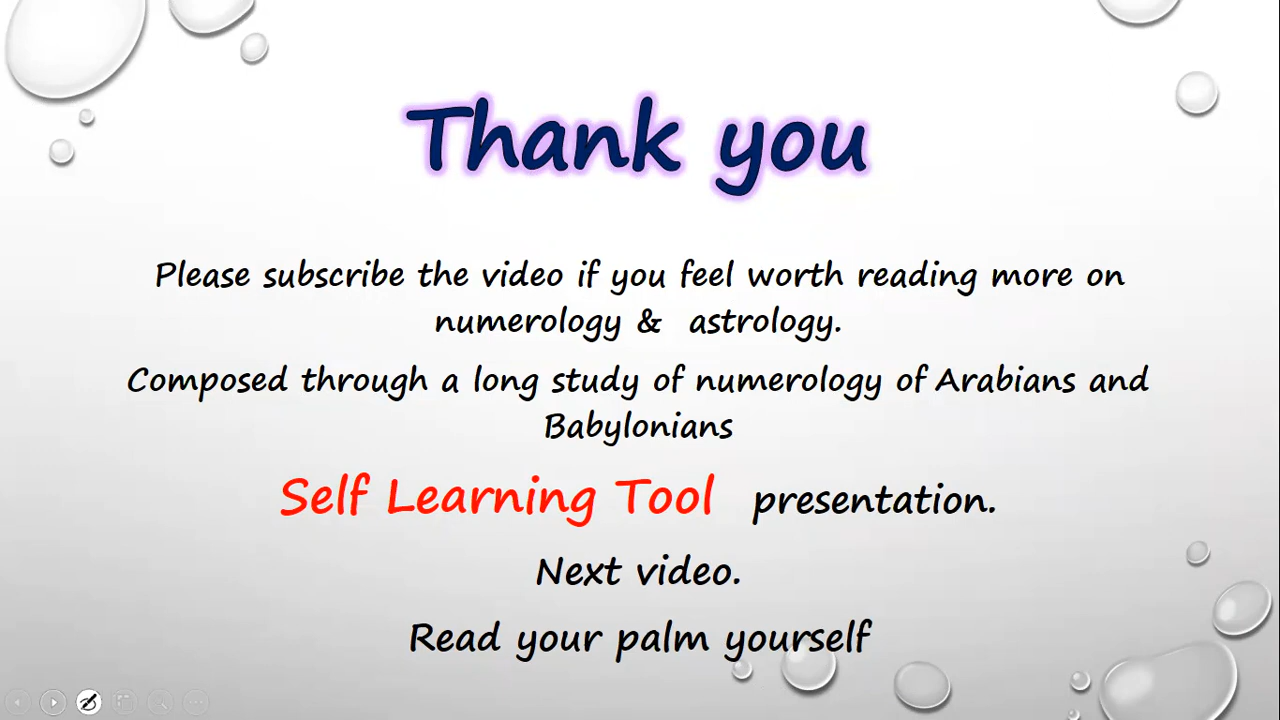 Thank you
Please subscribe the video if you feel worth reading more on
numerology & astrology.
Composed through a long study of numerology of Arabians and
Babylonians
Self Learning Tool presentation.
Next video.
Read your palm yourself